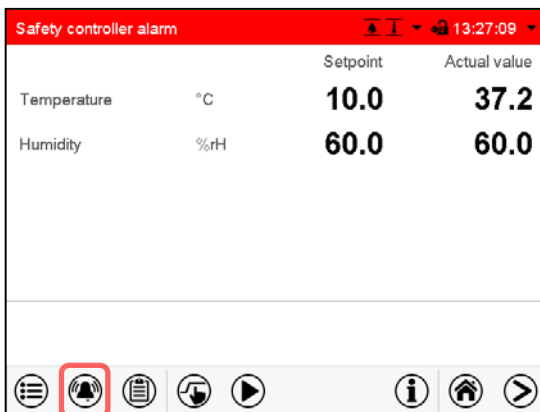 Safety controller alarm 13:27:09
Setpoint Actual value
Temperature °C 10.0 37.2
Humidity %rH 60.0 60.0